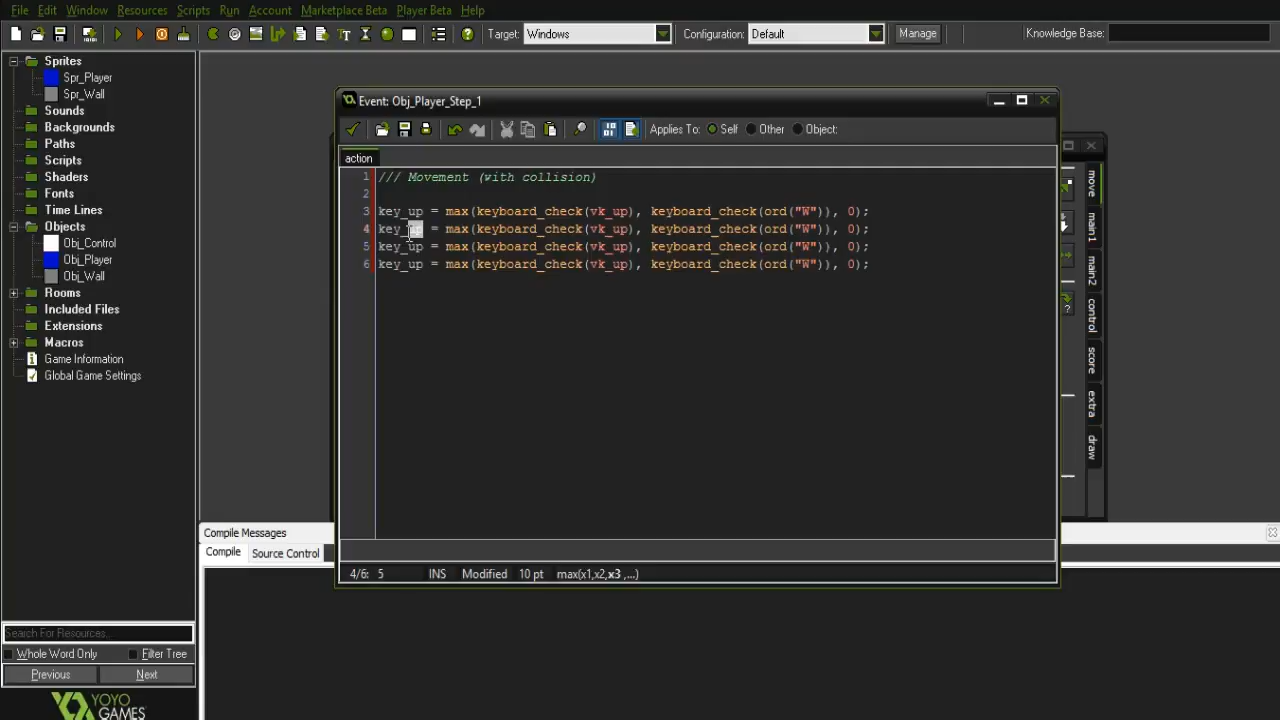 File Edit Window Resources Scripts Run Account Marketplace Beta Player Beta Help
Target: Windows Configuration: Default Manage Knowledge Base:
Sprites
Spr_Player
Spr_Wall
Sounds
Backgrounds
Paths
Scripts
Shaders
Fonts
Time Lines
Objects
Obj_Control
Obj_Player
Obj_Wall
Rooms
Included Files
Extensions
Macros
Game Information
Global Game Settings
Search For Resources...
Whole Word Only Filter Tree
Previous Next
YOYO
GAMES
Event: Obj_Player_Step_1
Applies To: Self Other Object:
action
1 /// Movement (with collision)
2
3 key_up = max(keyboard_check(vk_up), keyboard_check(ord("W")), 0);
4 key_up = max(keyboard_check(vk_up), keyboard_check(ord("W")), 0);
5 key_up = max(keyboard_check(vk_up), keyboard_check(ord("W")), 0);
6 key_up = max(keyboard_check(vk_up), keyboard_check(ord("W")), 0);
4/6: 5 INS Modified 10 pt max(x1,x2,x3 ,...)
move
main1
main2
control
score
extra
draw
Compile Messages
Compile Source Control